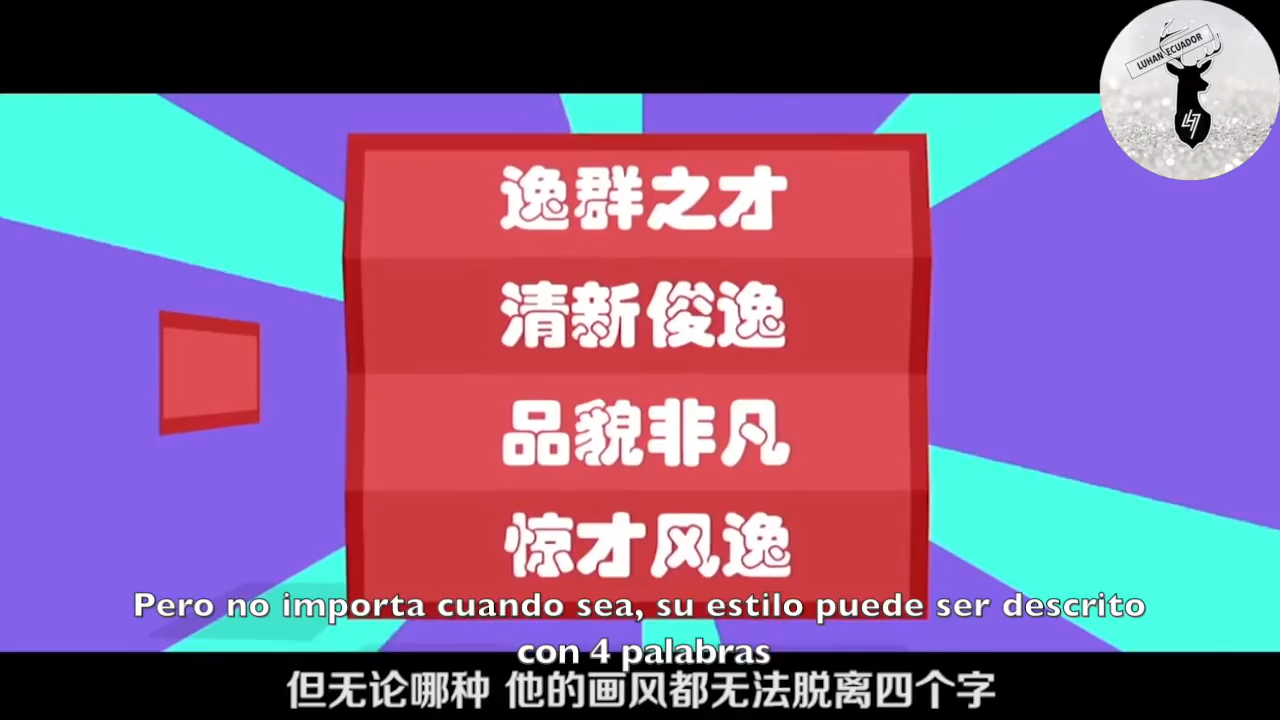 LUHAN ECUADOR
逸群之才
清新俊逸
品貌非凡
惊才风逸
Pero no importa cuando sea, su estilo puede ser descrito
con 4 palabras
但无论哪种 他的画风都无法脱离四个字